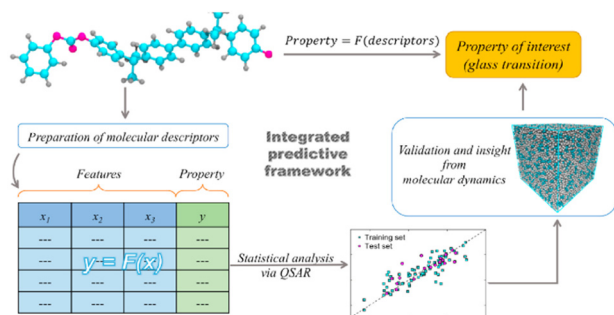 Property = F(descriptors)
Property of interest
(glass transition)
Preparation of molecular descriptors
Integrated
predictive
framework
Validation and insight
from
molecular dynamics
Features
Property
x1 x2 x3 y
--- --- --- ---
--- --- --- ---
--- --- --- ---
--- --- --- ---
y = F(x)
Statistical analysis
via QSAR
Training set
Test set